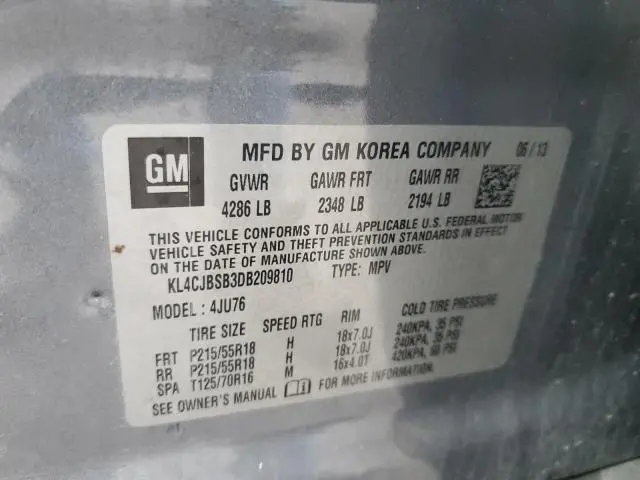 GM MFD BY GM KOREA COMPANY 06/13
GVWR GAWR FRT GAWR RR
4286 LB 2348 LB 2194 LB
THIS VEHICLE CONFORMS TO ALL APPLICABLE U.S. FEDERAL MOTOR
VEHICLE SAFETY AND THEFT PREVENTION STANDARDS IN EFFECT
ON THE DATE OF MANUFACTURE SHOWN ABOVE.
KL4CJBSB3DB209810 TYPE: MPV
MODEL: 4JU76
TIRE SIZE SPEED RTG RIM COLD TIRE PRESSURE
FRT P215/55R18 H 18x7.0J 240KPA, 35 PSI
RR P215/55R18 H 18x7.0J 240KPA, 35 PSI
SPA T125/70R16 M 16x4.0T 420KPA, 60 PSI
SEE OWNER'S MANUAL FOR MORE INFORMATION.